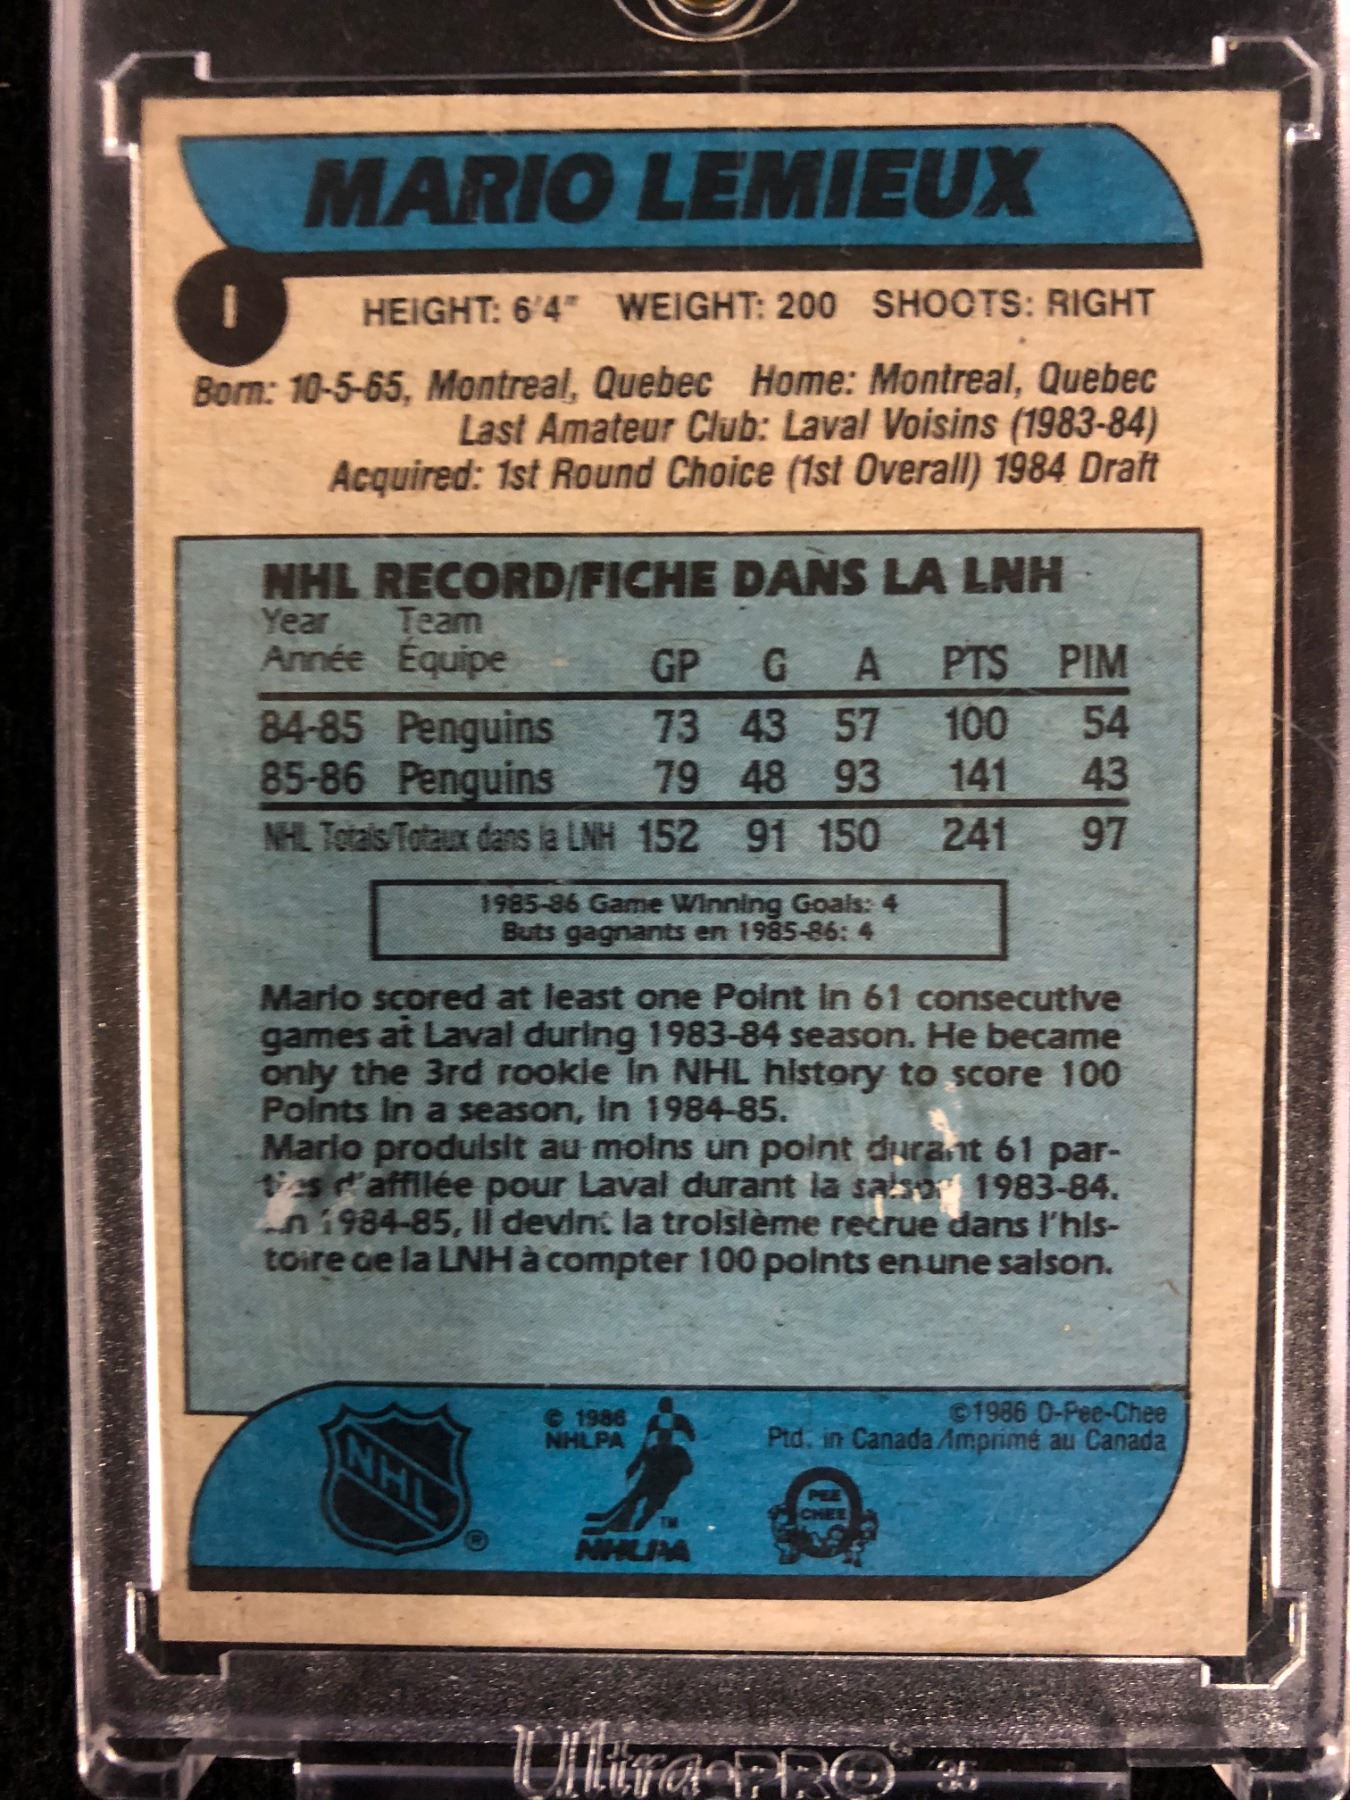 MARIO LEMIEUX
1
HEIGHT: 6'4" WEIGHT: 200 SHOOTS: RIGHT
Born: 10-5-65, Montreal, Quebec Home: Montreal, Quebec
Last Amateur Club: Laval Voisins (1983-84)
Acquired: 1st Round Choice (1st Overall) 1984 Draft
NHL RECORD/FICHE DANS LA LNH
Year Team
Année Équipe GP G A PTS PIM
84-85 Penguins 73 43 57 100 54
85-86 Penguins 79 48 93 141 43
NHL Totals/Totaux dans la LNH 152 91 150 241 97
1985-86 Game Winning Goals: 4
Buts gagnants en 1985-86: 4
Mario scored at least one Point in 61 consecutive
games at Laval during 1983-84 season. He became
only the 3rd rookie in NHL history to score 100
Points in a season, in 1984-85.
Mario produisit au moins un point durant 61 par-
ties d'affilée pour Laval durant la saison 1983-84.
En 1984-85, il devint la troisième recrue dans l'his-
toire de la LNH à compter 100 points en une saison.
NHL ®
© 1986
NHLPA
TM
NHLPA
©1986 O-Pee-Chee
Ptd. in Canada/Imprimé au Canada
PEE
CHEE
Ultra•PRO® '35